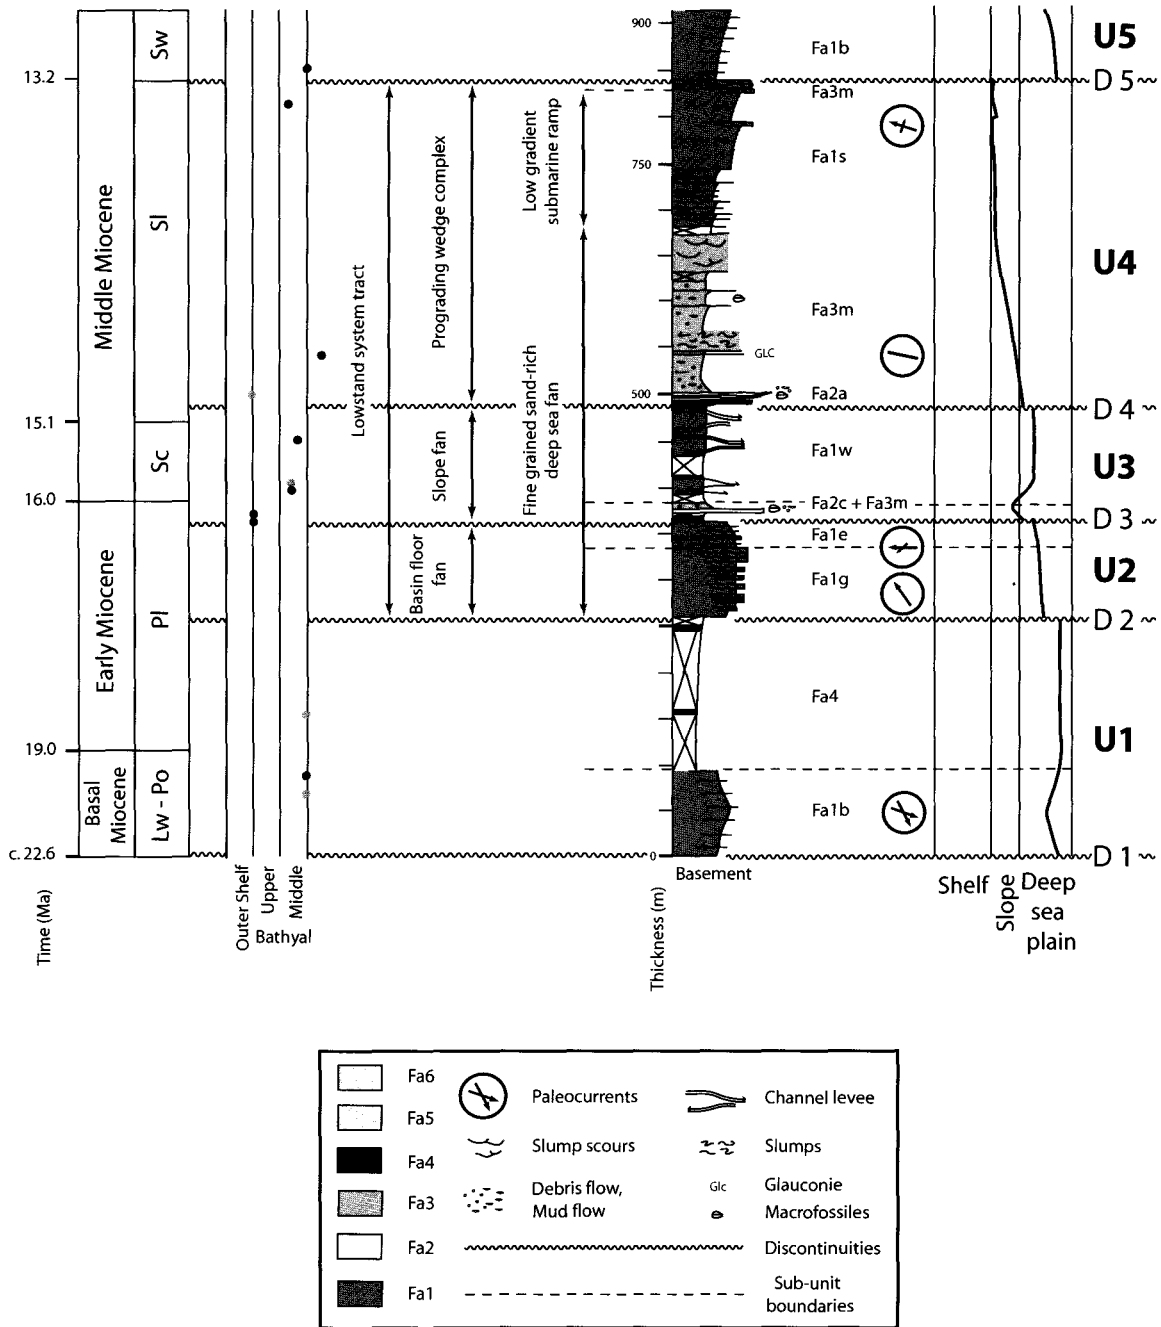 900
Sw
Fa1b
U5
13.2
D 5
Fa3m
Middle Miocene
Sl
Lowstand system tract
Prograding wedge complex
Low gradient
submarine ramp
750
Fa1s
U4
Fa3m
GLC
500
Fa2a
D 4
15.1
Sc
Slope fan
Fine grained sand-rich
deep sea fan
Fa1w
U3
16.0
Fa2c + Fa3m
D 3
Early Miocene
Pl
Basin floor
fan
Fa1e
Fa1g
U2
D 2
Fa4
U1
19.0
Basal
Miocene
Lw - Po
Fa1b
c. 22.6
0
D 1
Time (Ma)
Outer Shelf
Upper
Middle
Bathyal
Thickness (m)
Basement
Shelf
Slope
Deep
sea
plain
Fa6
Fa5
Fa4
Fa3
Fa2
Fa1
Paleocurrents
Channel levee
Slump scours
Slumps
Debris flow,
Mud flow
Glc
Glauconie
Macrofossiles
Discontinuities
Sub-unit
boundaries